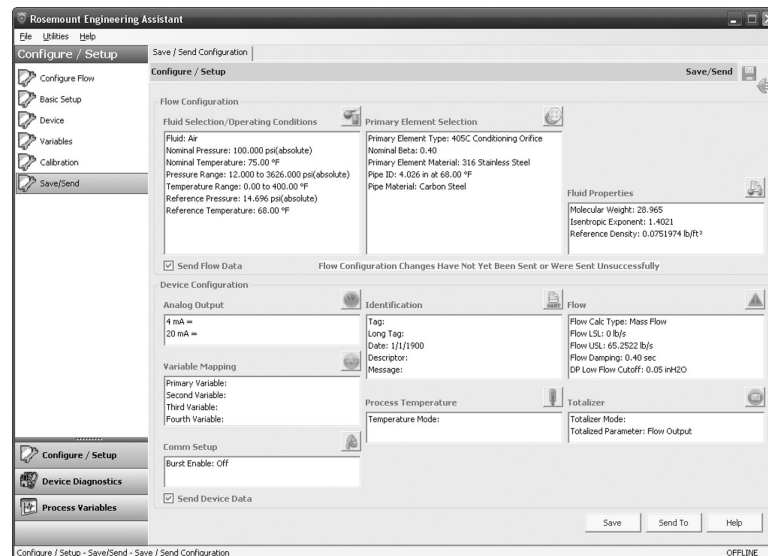 Rosemount Engineering Assistant
File Utilities Help
Configure / Setup
Configure Flow
Basic Setup
Device
Variables
Calibration
Save/Send
Configure / Setup
Device Diagnostics
Process Variables
Save / Send Configuration
Configure / Setup
Save/Send
Flow Configuration
Fluid Selection/Operating Conditions
Fluid: Air
Nominal Pressure: 100.000 psi(absolute)
Nominal Temperature: 75.00 °F
Pressure Range: 12.000 to 3626.000 psi(absolute)
Temperature Range: 0.00 to 400.00 °F
Reference Pressure: 14.696 psi(absolute)
Reference Temperature: 68.00 °F
Primary Element Selection
Primary Element Type: 405C Conditioning Orifice
Nominal Beta: 0.40
Primary Element Material: 316 Stainless Steel
Pipe ID: 4.026 in at 68.00 °F
Pipe Material: Carbon Steel
Fluid Properties
Molecular Weight: 28.965
Isentropic Exponent: 1.4021
Reference Density: 0.0751974 lb/ft³
Send Flow Data
Flow Configuration Changes Have Not Yet Been Sent or Were Sent Unsuccessfully
Device Configuration
Analog Output
4 mA =
20 mA =
Variable Mapping
Primary Variable:
Second Variable:
Third Variable:
Fourth Variable:
Comm Setup
Burst Enable: Off
Send Device Data
Identification
Tag:
Long Tag:
Date: 1/1/1900
Descriptor:
Message:
Process Temperature
Temperature Mode:
Flow
Flow Calc Type: Mass Flow
Flow LSL: 0 lb/s
Flow USL: 65.2522 lb/s
Flow Damping: 0.40 sec
DP Low Flow Cutoff: 0.05 inH2O
Totalizer
Totalizer Mode:
Totalized Parameter: Flow Output
Save
Send To
Help
Configure / Setup - Save/Send - Save / Send Configuration
OFFLINE